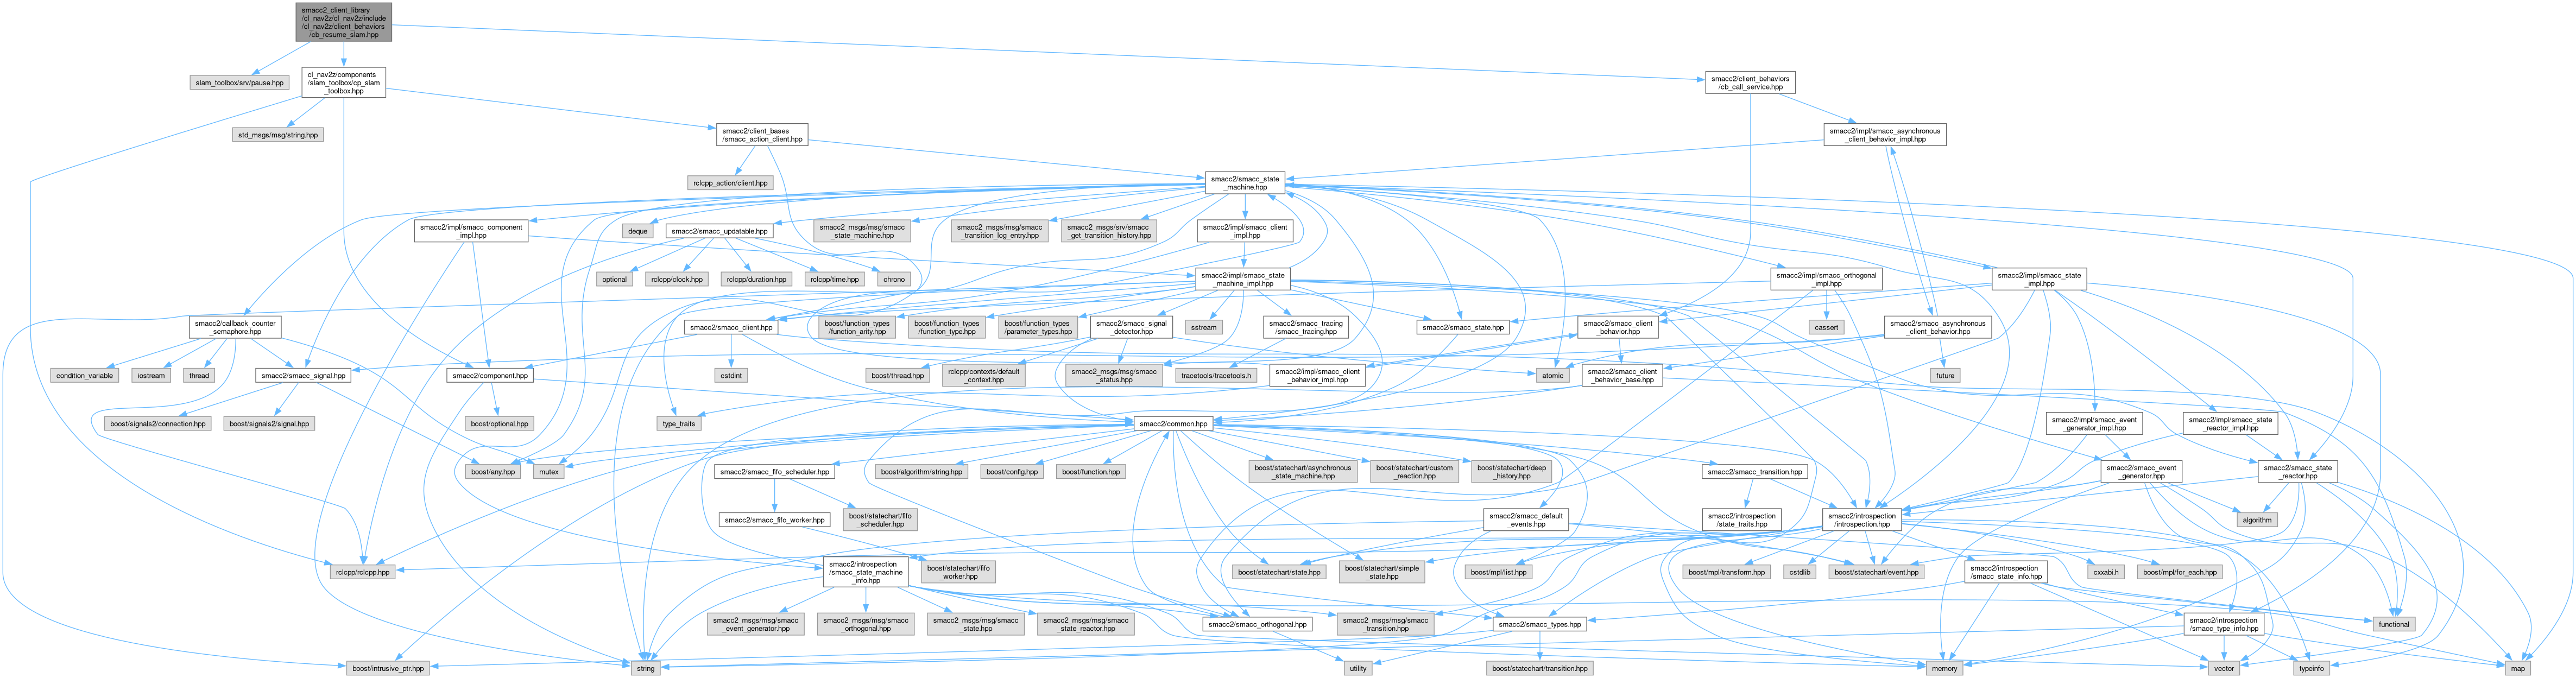 smacc2_client_library
/cl_nav2z/cl_nav2z/include
/cl_nav2z/client_behaviors
/cb_resume_slam.hpp
slam_toolbox/srv/pause.hpp
cl_nav2z/components
/slam_toolbox/cp_slam
_toolbox.hpp
smacc2/client_behaviors
/cb_call_service.hpp
std_msgs/msg/string.hpp
smacc2/client_bases
/smacc_action_client.hpp
smacc2/impl/smacc_asynchronous
_client_behavior_impl.hpp
rclcpp_action/client.hpp
smacc2/smacc_state
_machine.hpp
smacc2/impl/smacc_component
_impl.hpp
deque
smacc2/smacc_updatable.hpp
smacc2_msgs/msg/smacc
_state_machine.hpp
smacc2_msgs/msg/smacc
_transition_log_entry.hpp
smacc2_msgs/srv/smacc
_get_transition_history.hpp
smacc2/impl/smacc_client
_impl.hpp
optional
rclcpp/clock.hpp
rclcpp/duration.hpp
rclcpp/time.hpp
chrono
smacc2/impl/smacc_state
_machine_impl.hpp
smacc2/impl/smacc_orthogonal
_impl.hpp
smacc2/impl/smacc_state
_impl.hpp
smacc2/callback_counter
_semaphore.hpp
smacc2/smacc_client.hpp
boost/function_types
/function_arity.hpp
boost/function_types
/function_type.hpp
boost/function_types
/parameter_types.hpp
smacc2/smacc_signal
_detector.hpp
sstream
smacc2/smacc_tracing
/smacc_tracing.hpp
smacc2/smacc_state.hpp
smacc2/smacc_client
_behavior.hpp
cassert
smacc2/smacc_asynchronous
_client_behavior.hpp
condition_variable
iostream
thread
smacc2/smacc_signal.hpp
smacc2/component.hpp
cstdint
boost/thread.hpp
rclcpp/contexts/default
_context.hpp
smacc2_msgs/msg/smacc
_status.hpp
tracetools/tracetools.h
smacc2/impl/smacc_client
_behavior_impl.hpp
atomic
smacc2/smacc_client
_behavior_base.hpp
future
boost/signals2/connection.hpp
boost/signals2/signal.hpp
boost/optional.hpp
type_traits
smacc2/common.hpp
smacc2/impl/smacc_event
_generator_impl.hpp
smacc2/impl/smacc_state
_reactor_impl.hpp
boost/any.hpp
mutex
smacc2/smacc_fifo_scheduler.hpp
boost/algorithm/string.hpp
boost/config.hpp
boost/function.hpp
boost/statechart/asynchronous
_state_machine.hpp
boost/statechart/custom
_reaction.hpp
boost/statechart/deep
_history.hpp
smacc2/smacc_transition.hpp
smacc2/smacc_event
_generator.hpp
smacc2/smacc_state
_reactor.hpp
smacc2/smacc_fifo_worker.hpp
boost/statechart/fifo
_scheduler.hpp
smacc2/smacc_default
_events.hpp
smacc2/introspection
/state_traits.hpp
smacc2/introspection
/introspection.hpp
algorithm
rclcpp/rclcpp.hpp
smacc2/introspection
/smacc_state_machine
_info.hpp
boost/statechart/fifo
_worker.hpp
boost/statechart/state.hpp
boost/statechart/simple
_state.hpp
boost/mpl/list.hpp
boost/mpl/transform.hpp
cstdlib
boost/statechart/event.hpp
smacc2/introspection
/smacc_state_info.hpp
cxxabi.h
boost/mpl/for_each.hpp
smacc2_msgs/msg/smacc
_event_generator.hpp
smacc2_msgs/msg/smacc
_orthogonal.hpp
smacc2_msgs/msg/smacc
_state.hpp
smacc2_msgs/msg/smacc
_state_reactor.hpp
smacc2/smacc_orthogonal.hpp
smacc2_msgs/msg/smacc
_transition.hpp
smacc2/smacc_types.hpp
smacc2/introspection
/smacc_type_info.hpp
functional
boost/intrusive_ptr.hpp
string
utility
boost/statechart/transition.hpp
memory
vector
typeinfo
map